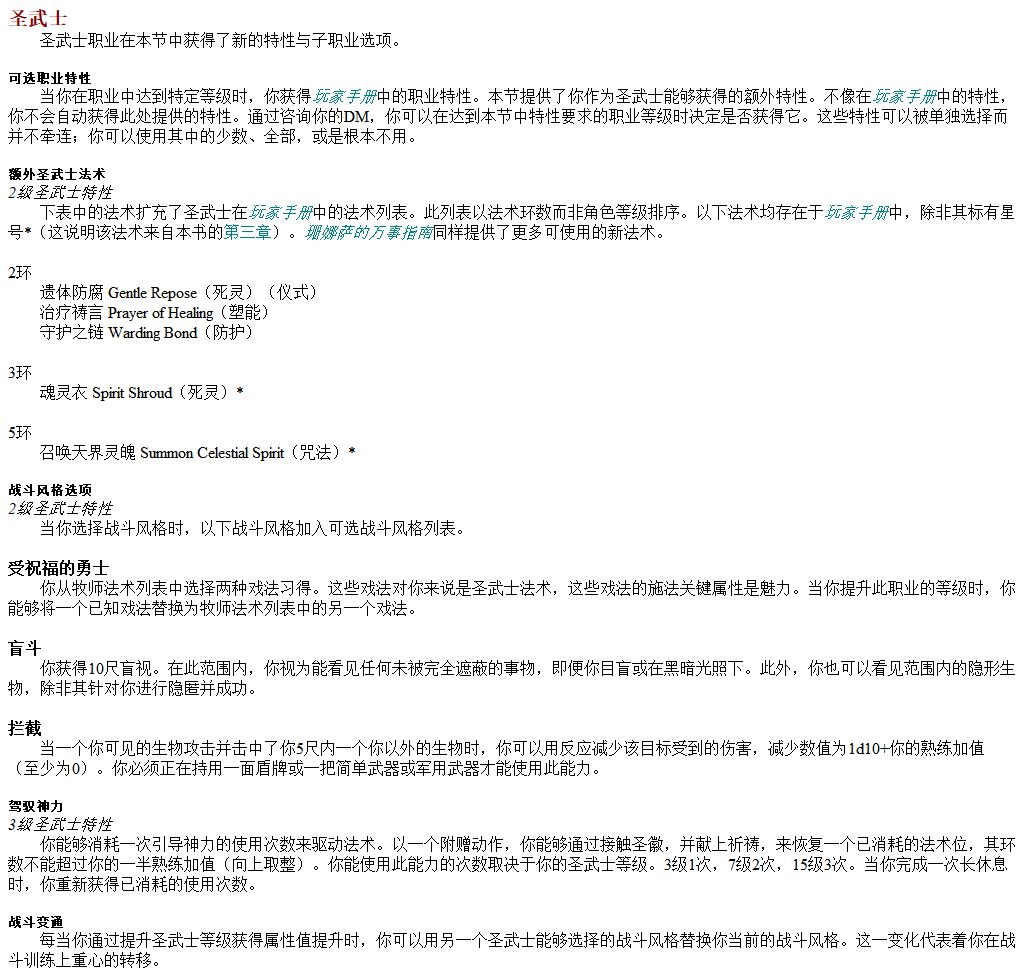 圣武士
圣武士职业在本节中获得了新的特性与子职业选项。
可选职业特性
当你在职业中达到特定等级时，你获得玩家手册中的职业特性。本节提供了你作为圣武士能够获得的额外特性。不像在玩家手册中的特性，
你不会自动获得此处提供的特性。通过咨询你的DM，你可以在达到本节中特性要求的职业等级时决定是否获得它。这些特性可以被单独选择而
并不牵连；你可以使用其中的少数、全部，或是根本不用。
额外圣武士法术
2级圣武士特性
下表中的法术扩充了圣武士在玩家手册中的法术列表。此列表以法术环数而非角色等级排序。以下法术均存在于玩家手册中，除非其标有星
号*（这说明该法术来自本书的第三章）。珊娜萨的万事指南同样提供了更多可使用的新法术。
2环
遗体防腐 Gentle Repose（死灵）（仪式）
治疗祷言 Prayer of Healing（塑能）
守护之链 Warding Bond（防护）
3环
魂灵衣 Spirit Shroud（死灵）*
5环
召唤天界灵魄 Summon Celestial Spirit（咒法）*
战斗风格选项
2级圣武士特性
当你选择战斗风格时，以下战斗风格加入可选战斗风格列表。
受祝福的勇士
你从牧师法术列表中选择两种戏法习得。这些戏法对你来说是圣武士法术，这些戏法的施法关键属性是魅力。当你提升此职业的等级时，你
能够将一个已知戏法替换为牧师法术列表中的另一个戏法。
盲斗
你获得10尺盲视。在此范围内，你视为能看见任何未被完全遮蔽的事物，即便你目盲或在黑暗光照下。此外，你也可以看见范围内的隐形生
物，除非其针对你进行隐匿并成功。
拦截
当一个你可见的生物攻击并击中了你5尺内一个你以外的生物时，你可以用反应减少该目标受到的伤害，减少数值为1d10+你的熟练加值
（至少为0）。你必须正在持用一面盾牌或一把简单武器或军用武器才能使用此能力。
驾驭神力
3级圣武士特性
你能够消耗一次引导神力的使用次数来驱动法术。以一个附赠动作，你能够通过接触圣徽，并献上祈祷，来恢复一个已消耗的法术位，其环
数不能超过你的一半熟练加值（向上取整）。你能使用此能力的次数取决于你的圣武士等级。3级1次，7级2次，15级3次。当你完成一次长休息
时，你重新获得已消耗的使用次数。
战斗变通
每当你通过提升圣武士等级获得属性值提升时，你可以用另一个圣武士能够选择的战斗风格替换你当前的战斗风格。这一变化代表着你在战
斗训练上重心的转移。